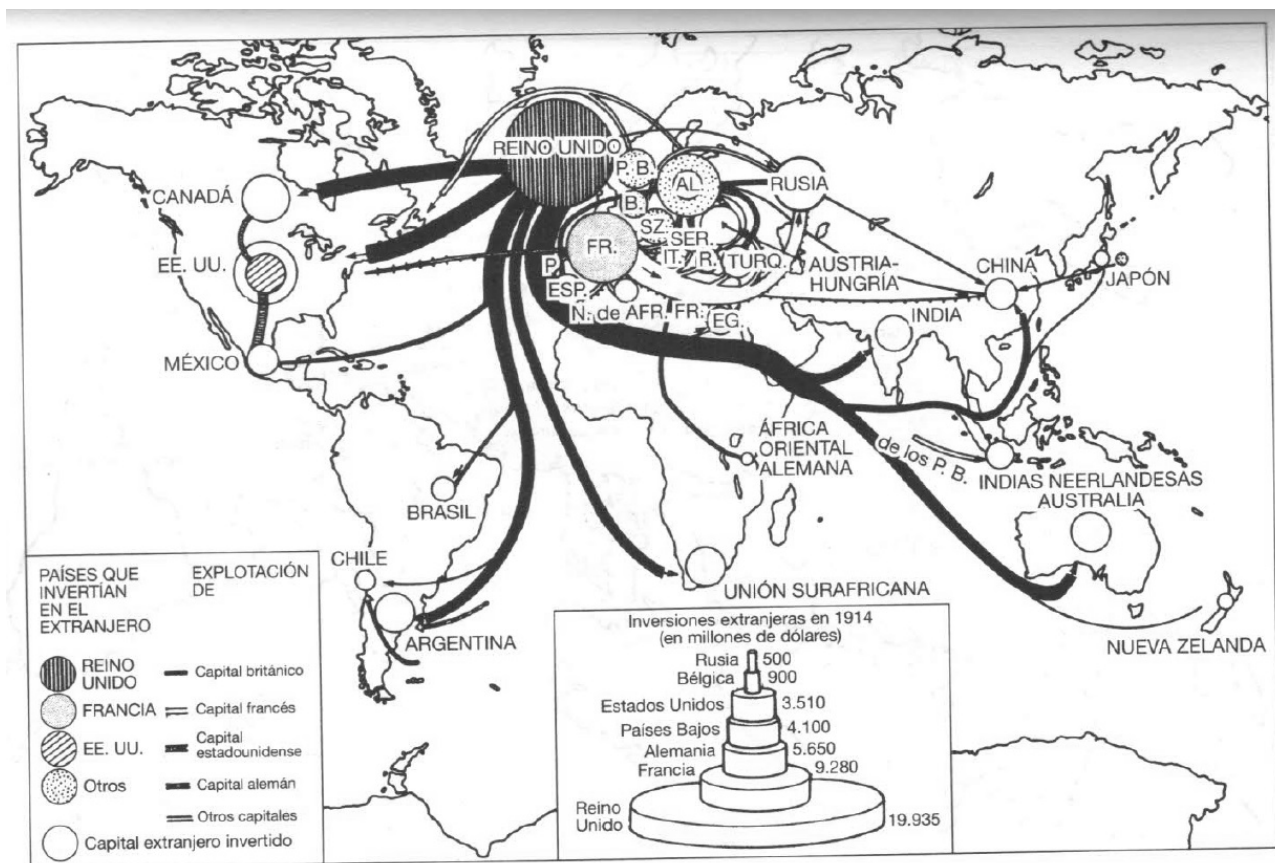 REINO UNIDO
P. B.
AL.
RUSIA
CANADÁ
B.
SZ.
SER.
FR.
IT.
R.
TURQ.
AUSTRIA-
HUNGRÍA
CHINA
JAPÓN
EE. UU.
P.
ESP.
N. de AFR. FR.
EG.
INDIA
MÉXICO
ÁFRICA
ORIENTAL
ALEMANA
de los P. B.
INDIAS NEERLANDESAS
AUSTRALIA
BRASIL
CHILE
UNIÓN SURAFRICANA
ARGENTINA
NUEVA ZELANDA
PAÍSES QUE
INVERTÍAN
EN EL
EXTRANJERO
EXPLOTACIÓN
DE
REINO
UNIDO
Capital británico
FRANCIA
Capital francés
EE. UU.
Capital
estadounidense
Otros
Capital alemán
Otros capitales
Capital extranjero invertido
Inversiones extranjeras en 1914
(en millones de dólares)
Rusia 500
Bélgica 900
Estados Unidos 3.510
Países Bajos 4.100
Alemania 5.650
Francia 9.280
Reino
Unido 19.935